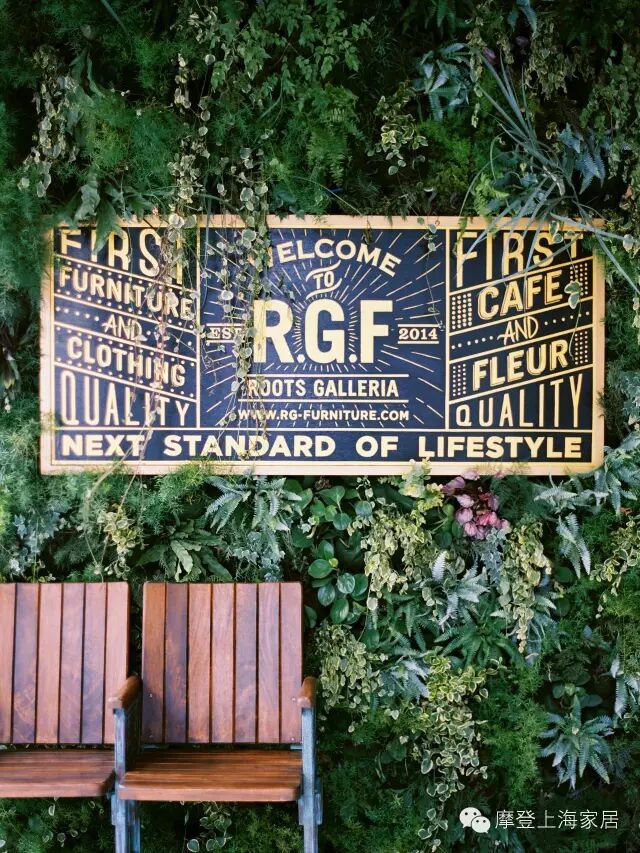 FIRST
FURNITURE
AND
CLOTHING
QUALITY
WELCOME
TO
R.G.F
EST
2014
ROOTS GALLERIA
WWW.RG-FURNITURE.COM
FIRST
CAFE
AND
FLEUR
QUALITY
NEXT STANDARD OF LIFESTYLE
摩登上海家居